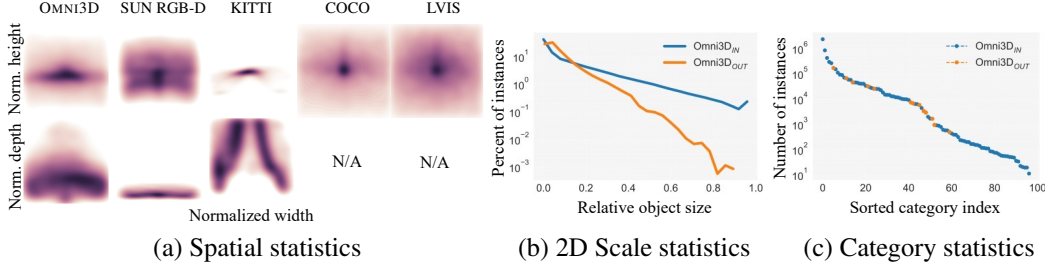 OMNI3D SUN RGB-D KITTI COCO LVIS
Norm. height
Norm. depth
N/A N/A
Normalized width
(a) Spatial statistics
Percent of instances
10^1
10^0
10^-1
10^-2
10^-3
0.0 0.2 0.4 0.6 0.8 1.0
Relative object size
Omni3D_IN
Omni3D_OUT
(b) 2D Scale statistics
Number of instances
10^6
10^5
10^4
10^3
10^2
10^1
0 20 40 60 80 100
Sorted category index
Omni3D_IN
Omni3D_OUT
(c) Category statistics